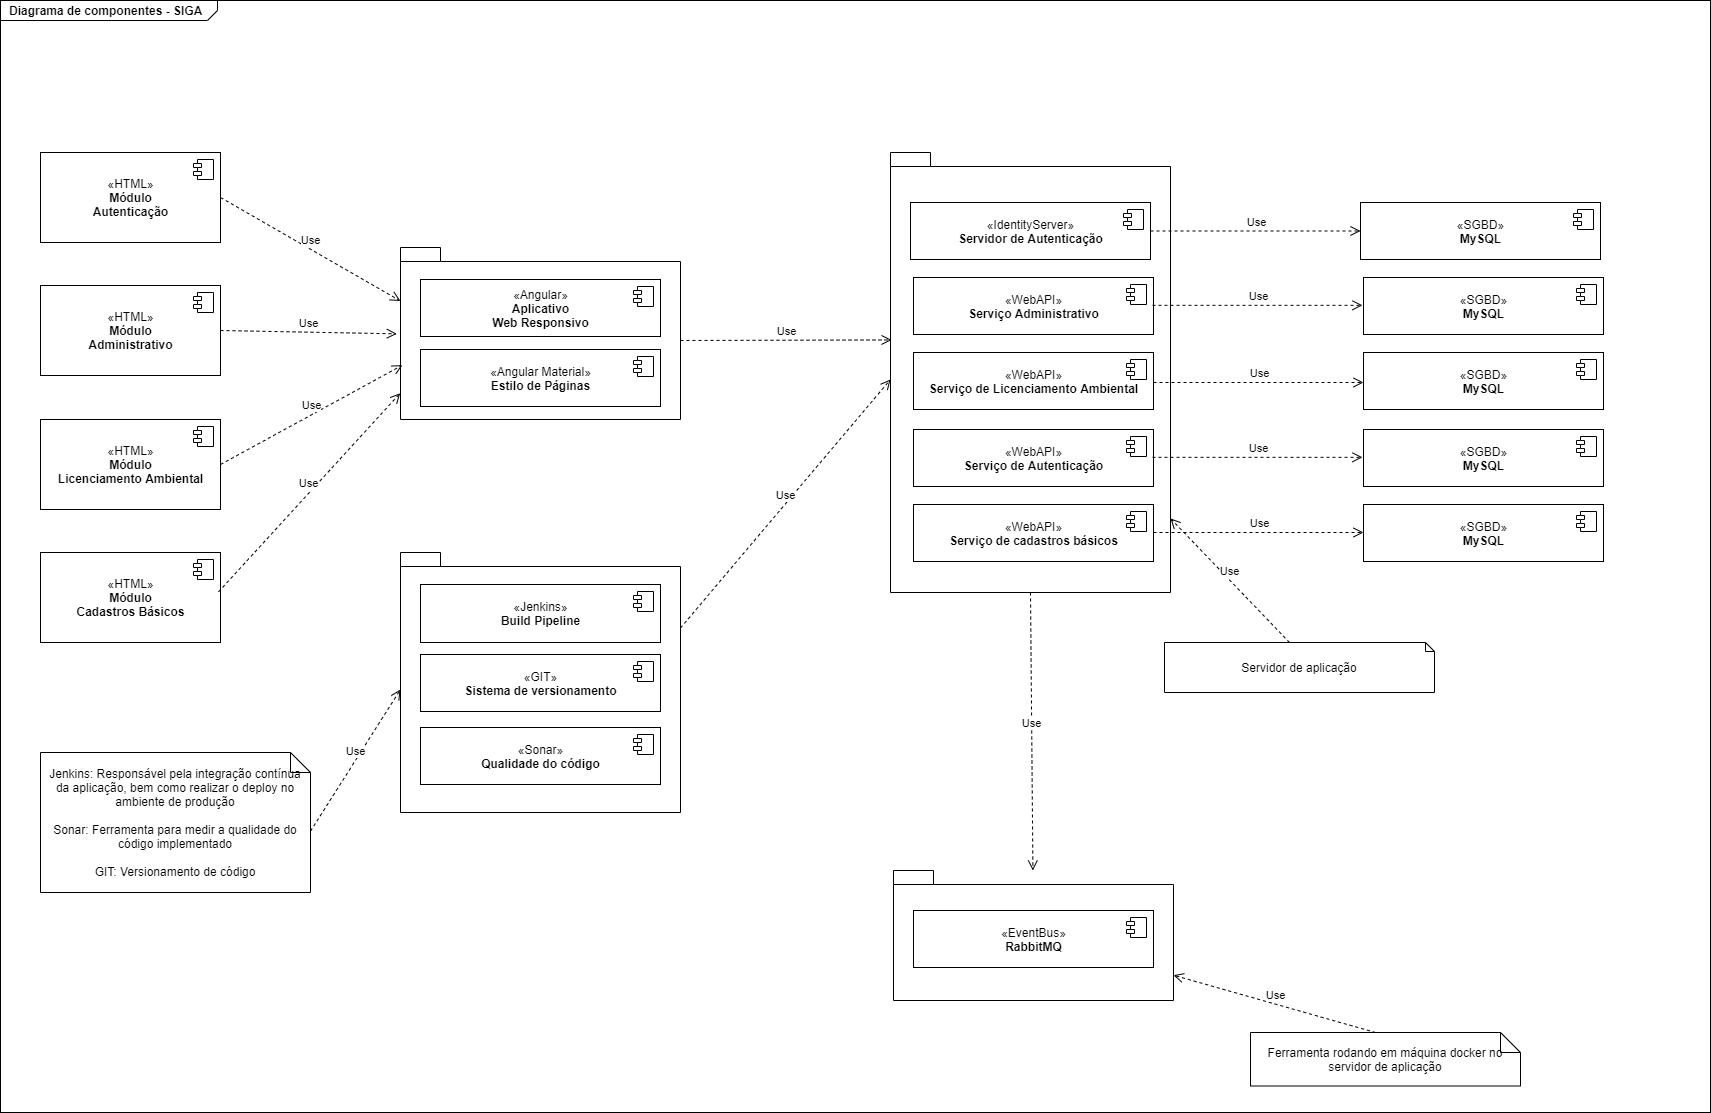 Diagrama de componentes - SIGA
«HTML»
Módulo
Autenticação
Use
«HTML»
Módulo
Administrativo
Use
«HTML»
Módulo
Licenciamento Ambiental
Use
«HTML»
Módulo
Cadastros Básicos
Use
«Angular»
Aplicativo
Web Responsivo
«Angular Material»
Estilo de Páginas
Use
«Jenkins»
Build Pipeline
«GIT»
Sistema de versionamento
«Sonar»
Qualidade do código
Use
Use
Jenkins: Responsável pela integração contínua
da aplicação, bem como realizar o deploy no
ambiente de produção
Sonar: Ferramenta para medir a qualidade do
código implementado
GIT: Versionamento de código
«IdentityServer»
Servidor de Autenticação
Use
«SGBD»
MySQL
«WebAPI»
Serviço Administrativo
Use
«SGBD»
MySQL
«WebAPI»
Serviço de Licenciamento Ambiental
Use
«SGBD»
MySQL
«WebAPI»
Serviço de Autenticação
Use
«SGBD»
MySQL
«WebAPI»
Serviço de cadastros básicos
Use
«SGBD»
MySQL
Use
Servidor de aplicação
Use
«EventBus»
RabbitMQ
Use
Ferramenta rodando em máquina docker no
servidor de aplicação